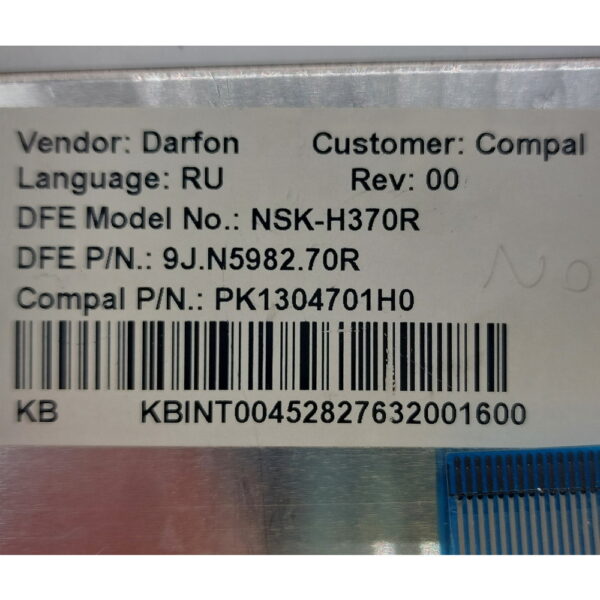 Vendor: Darfon Customer: Compal
Language: RU Rev: 00
DFE Model No.: NSK-H370R
DFE P/N.: 9J.N5982.70R
No
Compal P/N.: PK1304701H0
KB KBINT00452827632001600